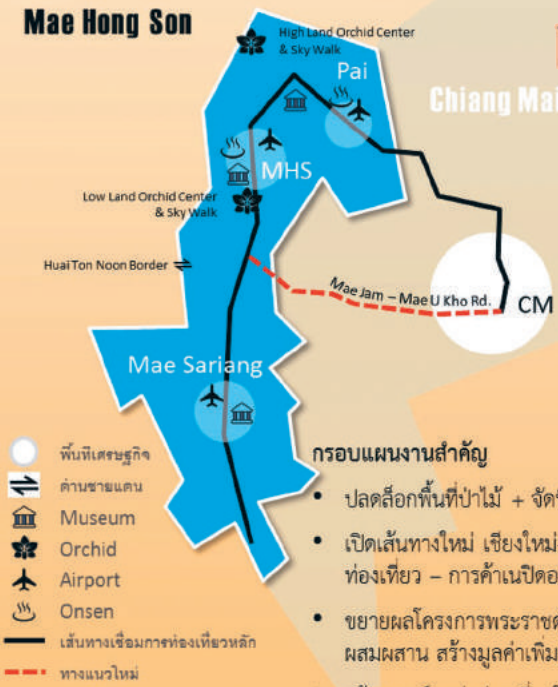 Mae Hong Son
High Land Orchid Center
& Sky Walk
Pai
Chiang Mai
MHS
Low Land Orchid Center
& Sky Walk
Huai Ton Noon Border
Mae Jam – Mae U Kho Rd.
CM
Mae Sariang
พื้นที่เศรษฐกิจ
ด่านชายแดน
Museum
Orchid
Airport
Onsen
เส้นทางเชื่อมการท่องเที่ยวหลัก
ทางแนวใหม่
กรอบแผนงานสำคัญ
• ปลดล็อกพื้นที่ป่าไม้ +
• เปิดเส้นทางใหม่ เชียงใหม่
ท่องเที่ยว – การค้าเนปิดอ
• ขยายผลโครงการพระราชด
ผสมผสาน สร้างมูลค่าเพิ่ม